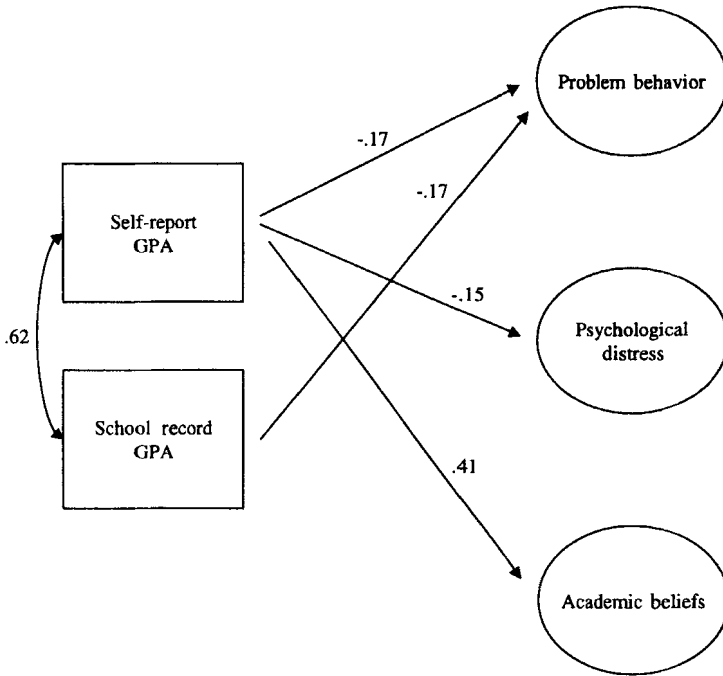 Problem behavior
-.17
-.17
Self-report
GPA
-.15
Psychological
distress
.62
School record
GPA
.41
Academic beliefs